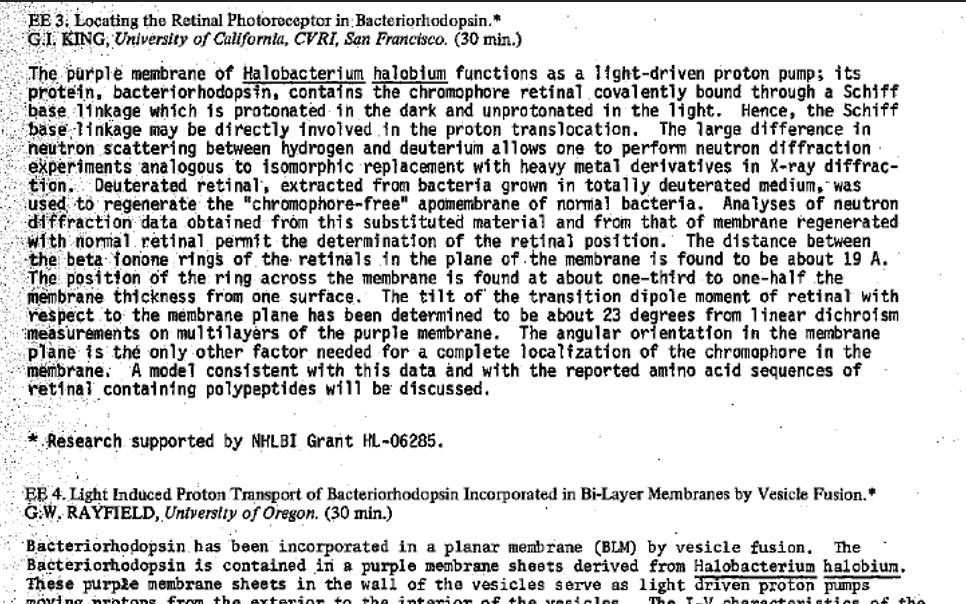 EE 3. Locating the Retinal Photoreceptor in Bacteriorhodopsin.*
G.I. KING, University of California, CVRI, San Francisco. (30 min.)
The purple membrane of Halobacterium halobium functions as a light-driven proton pump; its
protein, bacteriorhodopsin, contains the chromophore retinal covalently bound through a Schiff
base linkage which is protonated in the dark and unprotonated in the light. Hence, the Schiff
base linkage may be directly involved in the proton translocation. The large difference in
neutron scattering between hydrogen and deuterium allows one to perform neutron diffraction
experiments analogous to isomorphic replacement with heavy metal derivatives in X-ray diffrac-
tion. Deuterated retinal, extracted from bacteria grown in totally deuterated medium, was
used to regenerate the "chromophore-free" apomembrane of normal bacteria. Analyses of neutron
diffraction data obtained from this substituted material and from that of membrane regenerated
with normal retinal permit the determination of the retinal position. The distance between
the beta ionone rings of the retinals in the plane of the membrane is found to be about 19 A.
The position of the ring across the membrane is found at about one-third to one-half the
membrane thickness from one surface. The tilt of the transition dipole moment of retinal with
respect to the membrane plane has been determined to be about 23 degrees from linear dichroism
measurements on multilayers of the purple membrane. The angular orientation in the membrane
plane is the only other factor needed for a complete localization of the chromophore in the
membrane. A model consistent with this data and with the reported amino acid sequences of
retinal containing polypeptides will be discussed.
* Research supported by NHLBI Grant HL-06285.
EE 4. Light Induced Proton Transport of Bacteriorhodopsin Incorporated in Bi-Layer Membranes by Vesicle Fusion.*
G.W. RAYFIELD, University of Oregon. (30 min.)
Bacteriorhodopsin has been incorporated in a planar membrane (BLM) by vesicle fusion. The
Bacteriorhodopsin is contained in a purple membrane sheets derived from Halobacterium halobium.
These purple membrane sheets in the wall of the vesicles serve as light driven proton pumps
moving protons from the exterior to the interior of the vesicles. The I-V characteristics of the